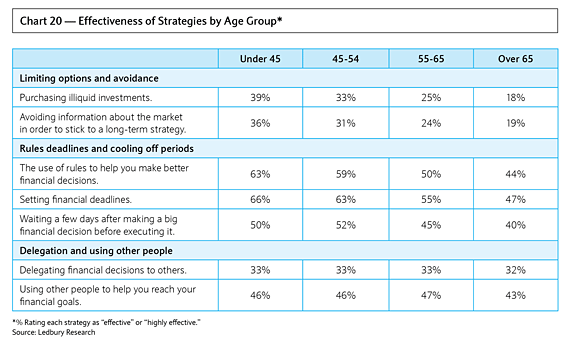 Chart 20 — Effectiveness of Strategies by Age Group*
Under 45 45-54 55-65 Over 65
Limiting options and avoidance
Purchasing illiquid investments. 39% 33% 25% 18%
Avoiding information about the market
in order to stick to a long-term strategy. 36% 31% 24% 19%
Rules deadlines and cooling off periods
The use of rules to help you make better
financial decisions. 63% 59% 50% 44%
Setting financial deadlines. 66% 63% 55% 47%
Waiting a few days after making a big
financial decision before executing it. 50% 52% 45% 40%
Delegation and using other people
Delegating financial decisions to others. 33% 33% 33% 32%
Using other people to help you reach your
financial goals. 46% 46% 47% 43%
*% Rating each strategy as “effective” or “highly effective.”
Source: Ledbury Research